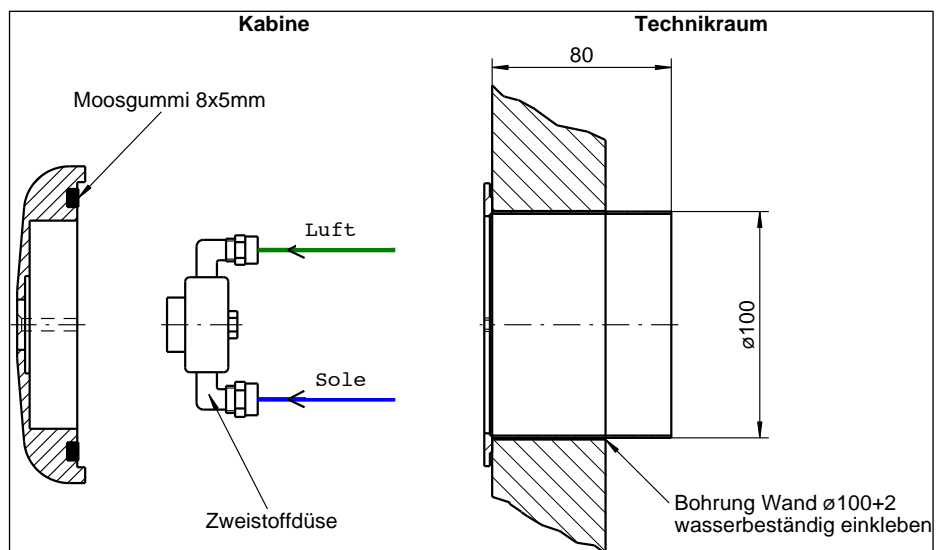 Kabine
Technikraum
80
Moosgummi 8x5mm
Luft
ø100
Sole
Zweistoffdüse
Bohrung Wand ø100+2
wasserbeständig einkleben